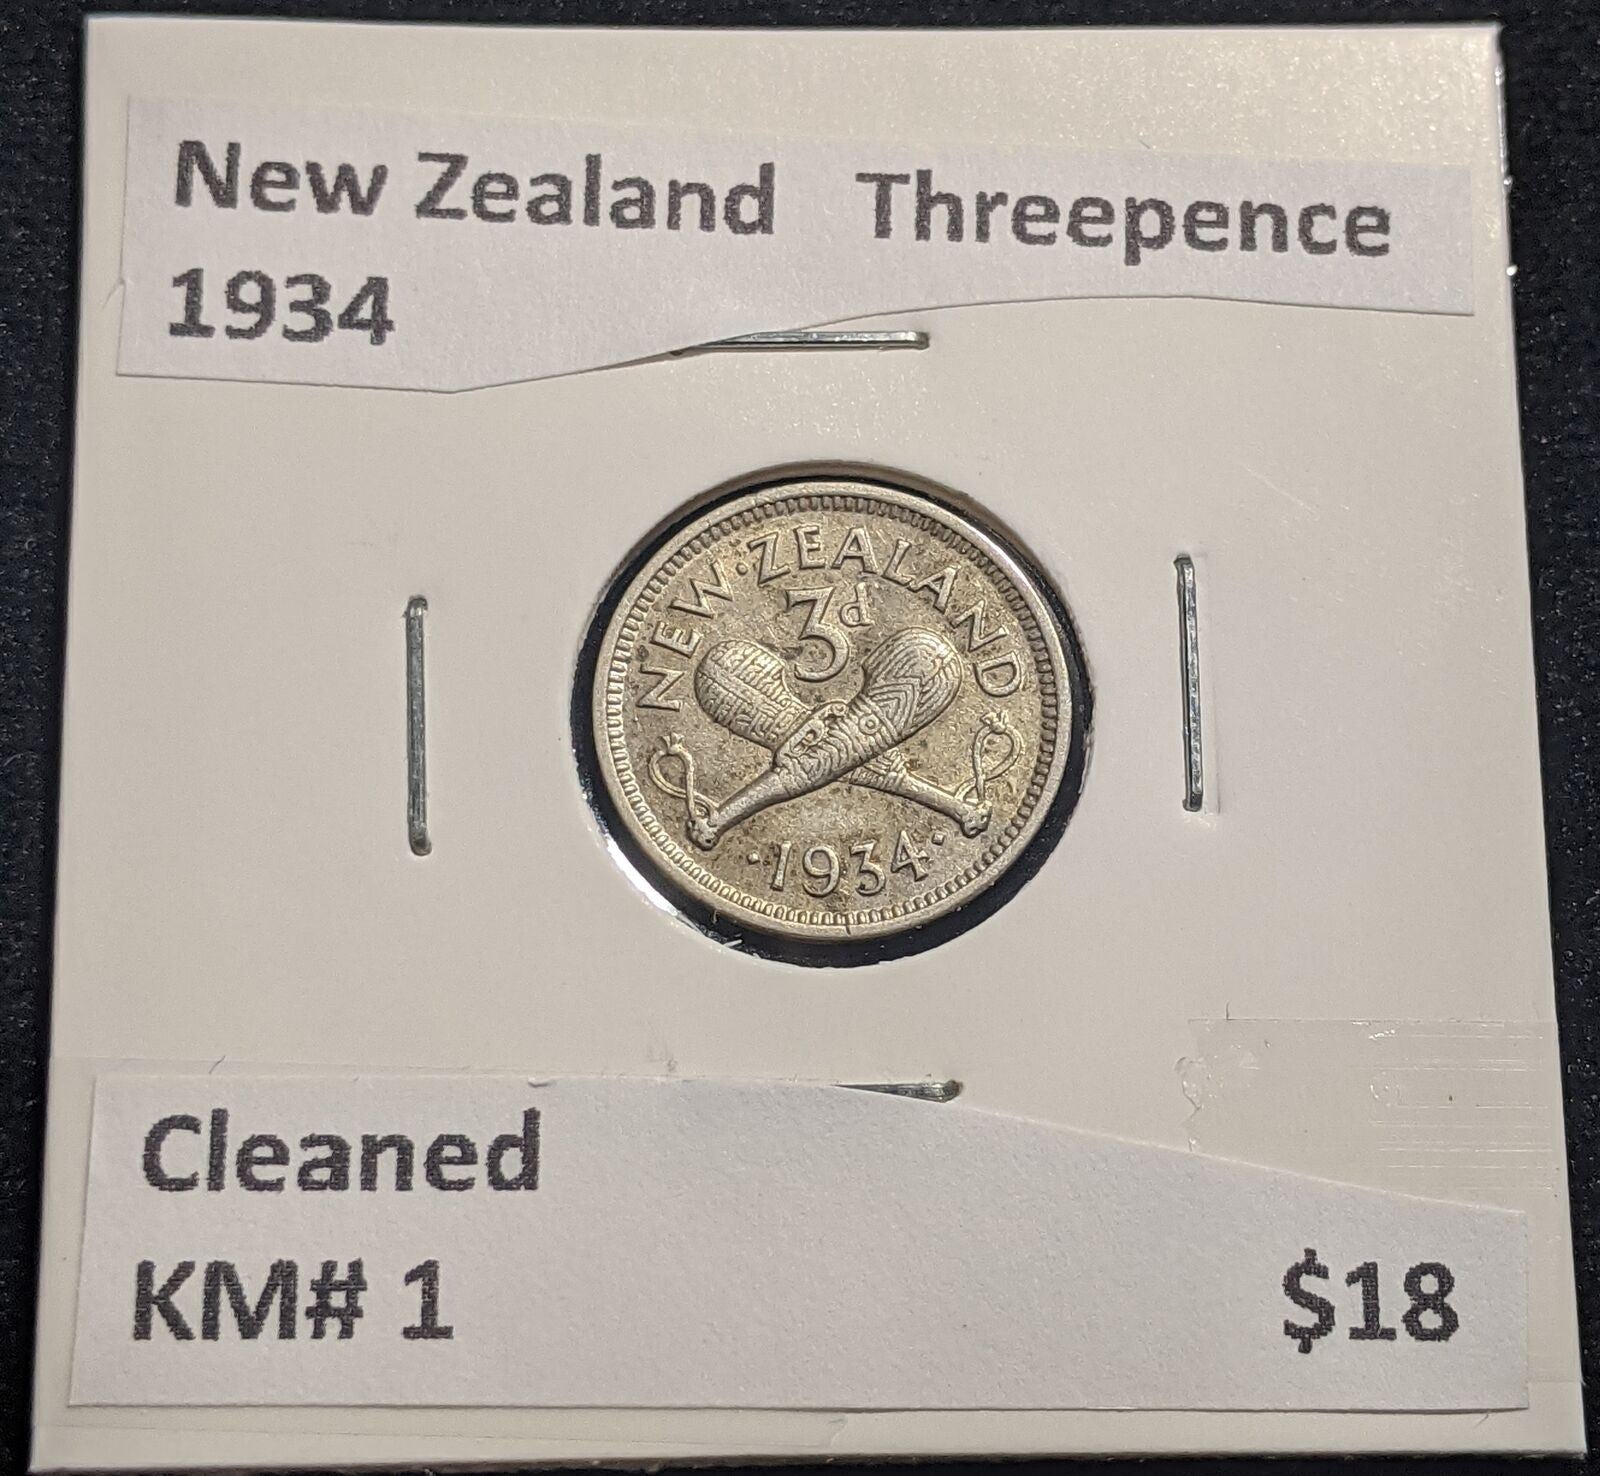 New Zealand Threepence
1934
NEW·ZEALAND
3d
·1934·
Cleaned
KM# 1 $18